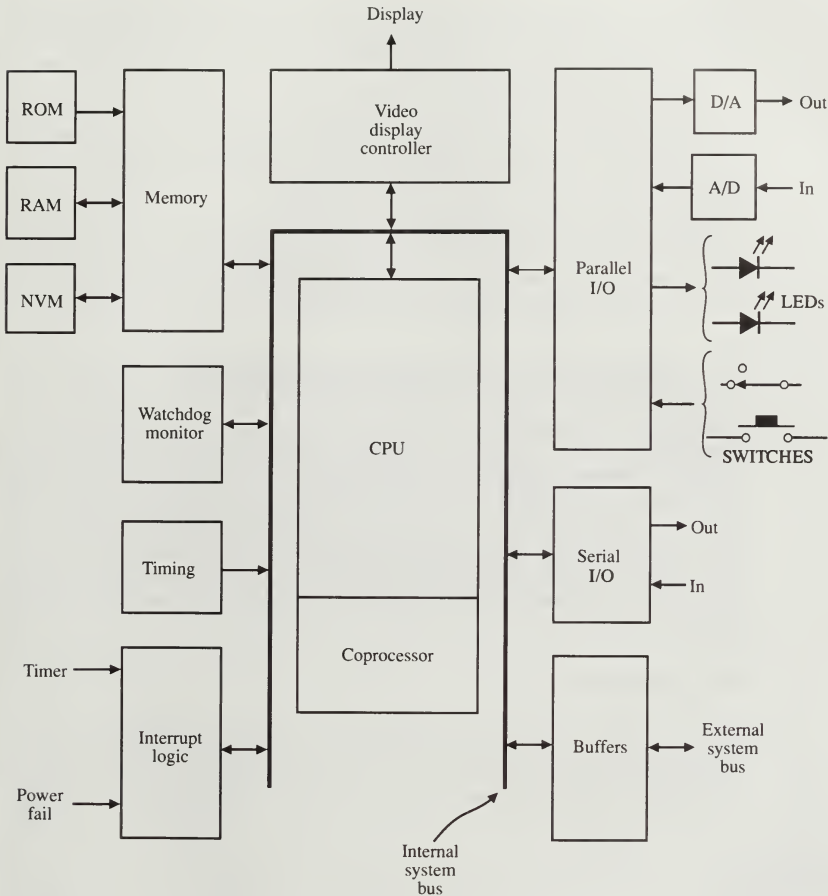 Display
ROM
RAM
NVM
Memory
Video
display
controller
Parallel
I/O
D/A
Out
A/D
In
LEDs
SWITCHES
Watchdog
monitor
CPU
Timing
Serial
I/O
Out
In
Coprocessor
Timer
Interrupt
logic
Power
fail
Buffers
External
system
bus
Internal
system
bus